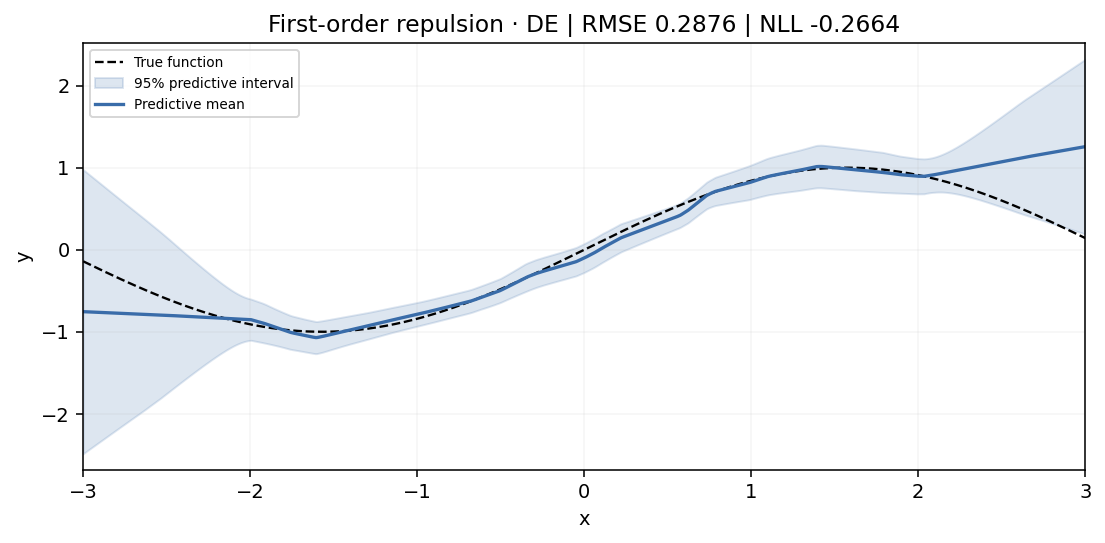 First-order repulsion · DE | RMSE 0.2876 | NLL -0.2664
True function
95% predictive interval
Predictive mean
2
1
0
−1
−2
y
−3
−2
−1
0
1
2
3
x